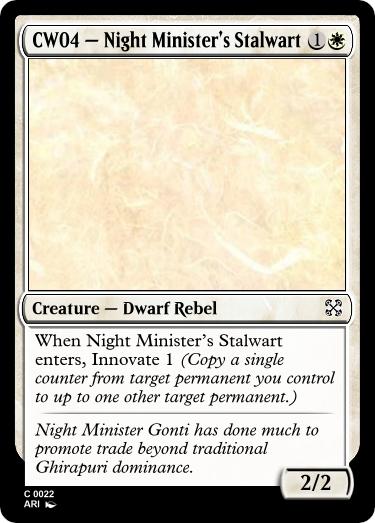 CW04 — Night Minister's Stalwart 1
Creature — Dwarf Rebel
When Night Minister's Stalwart
enters, Innovate 1 (Copy a single
counter from target permanent you control
to up to one other target permanent.)
Night Minister Gonti has done much to
promote trade beyond traditional
Ghirapuri dominance.
2/2
C 0022
ARI